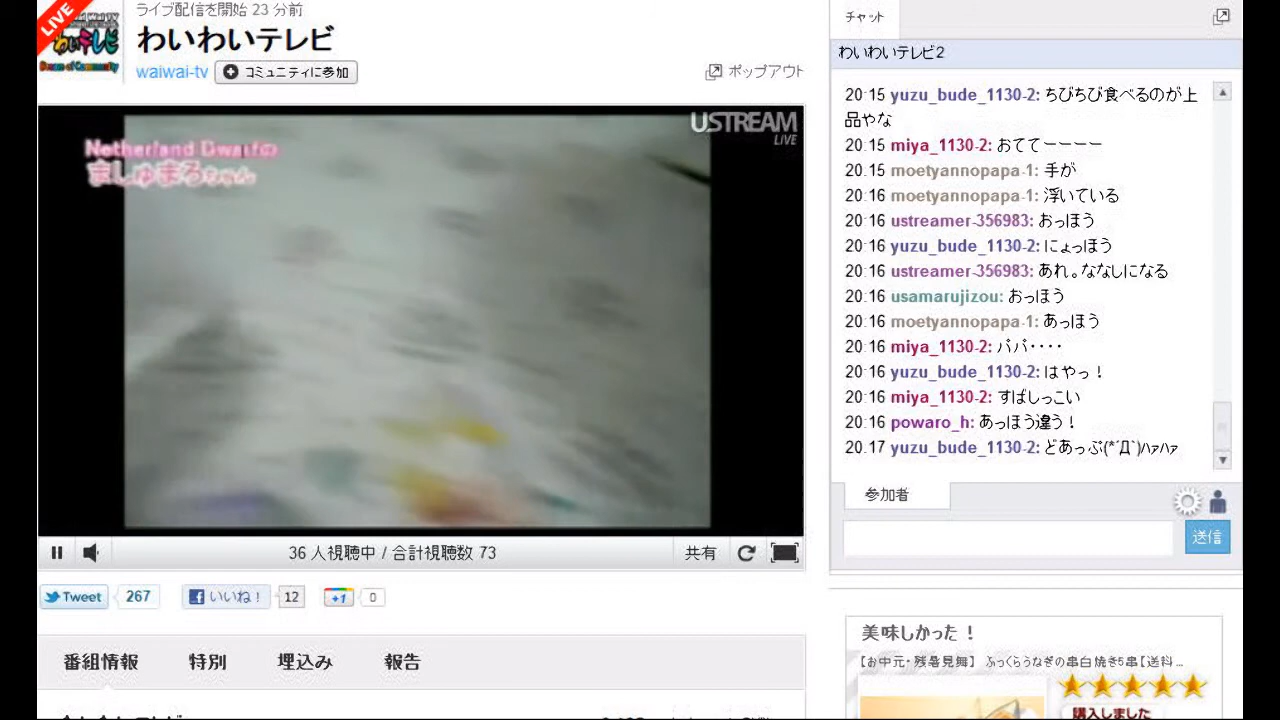 LIVE
ライブ配信を開始 23 分前
わいわいテレビ
waiwai-tv
コミュニティに参加
ポップアウト
Netherland Dwarfの
ましゅまろちゃん
USTREAM
LIVE
36 人視聴中 / 合計視聴数 73
共有
Tweet 267
いいね！ 12
+1 0
番組情報 特別 埋込み 報告
チャット
わいわいテレビ2
20:15 yuzu_bude_1130-2: ちびちび食べるのが上
品やな
20:15 miya_1130-2: おててーーーー
20:15 moetyannopapa-1: 手が
20:16 moetyannopapa-1: 浮いている
20:16 ustreamer-356983: おっほう
20:16 yuzu_bude_1130-2: にょっほう
20:16 ustreamer-356983: あれ。ななしになる
20:16 usamarujizou: おっほう
20:16 moetyannopapa-1: あっほう
20:16 miya_1130-2: パパ････
20:16 yuzu_bude_1130-2: はやっ！
20:16 miya_1130-2: すばしっこい
20:16 powaro_h: あっほう違う！
20:17 yuzu_bude_1130-2: どあっぷ(*´Д`)ﾊｧﾊｧ
参加者
送信
美味しかった！
【お中元・残暑見舞】 ふっくらうなぎの串白焼き5串【送料 ...
購入しました